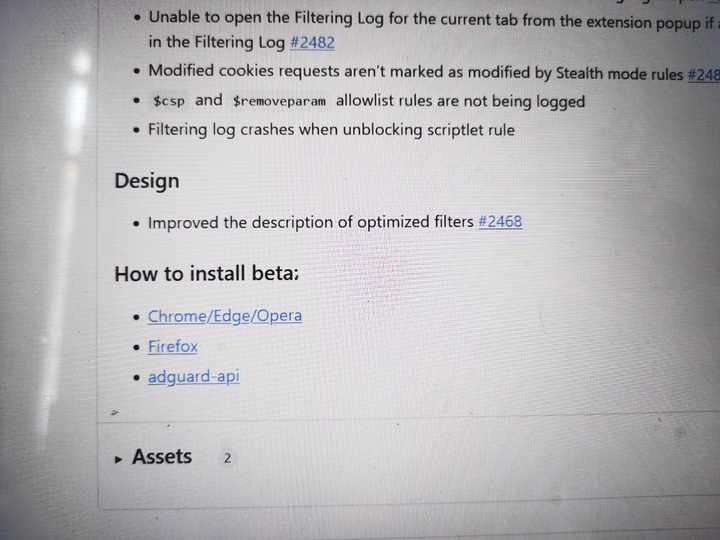 • Unable to open the Filtering Log for the current tab from the extension popup if
in the Filtering Log #2482
• Modified cookies requests aren't marked as modified by Stealth mode rules
• $csp and $removeparam allowlist rules are not being logged
• Filtering log crashes when unblocking scriptlet rule
Design
• Improved the description of optimized filters #2468
How to install beta:
• Chrome/Edge/Opera
• Firefox
• adguard-api
▸ Assets 2